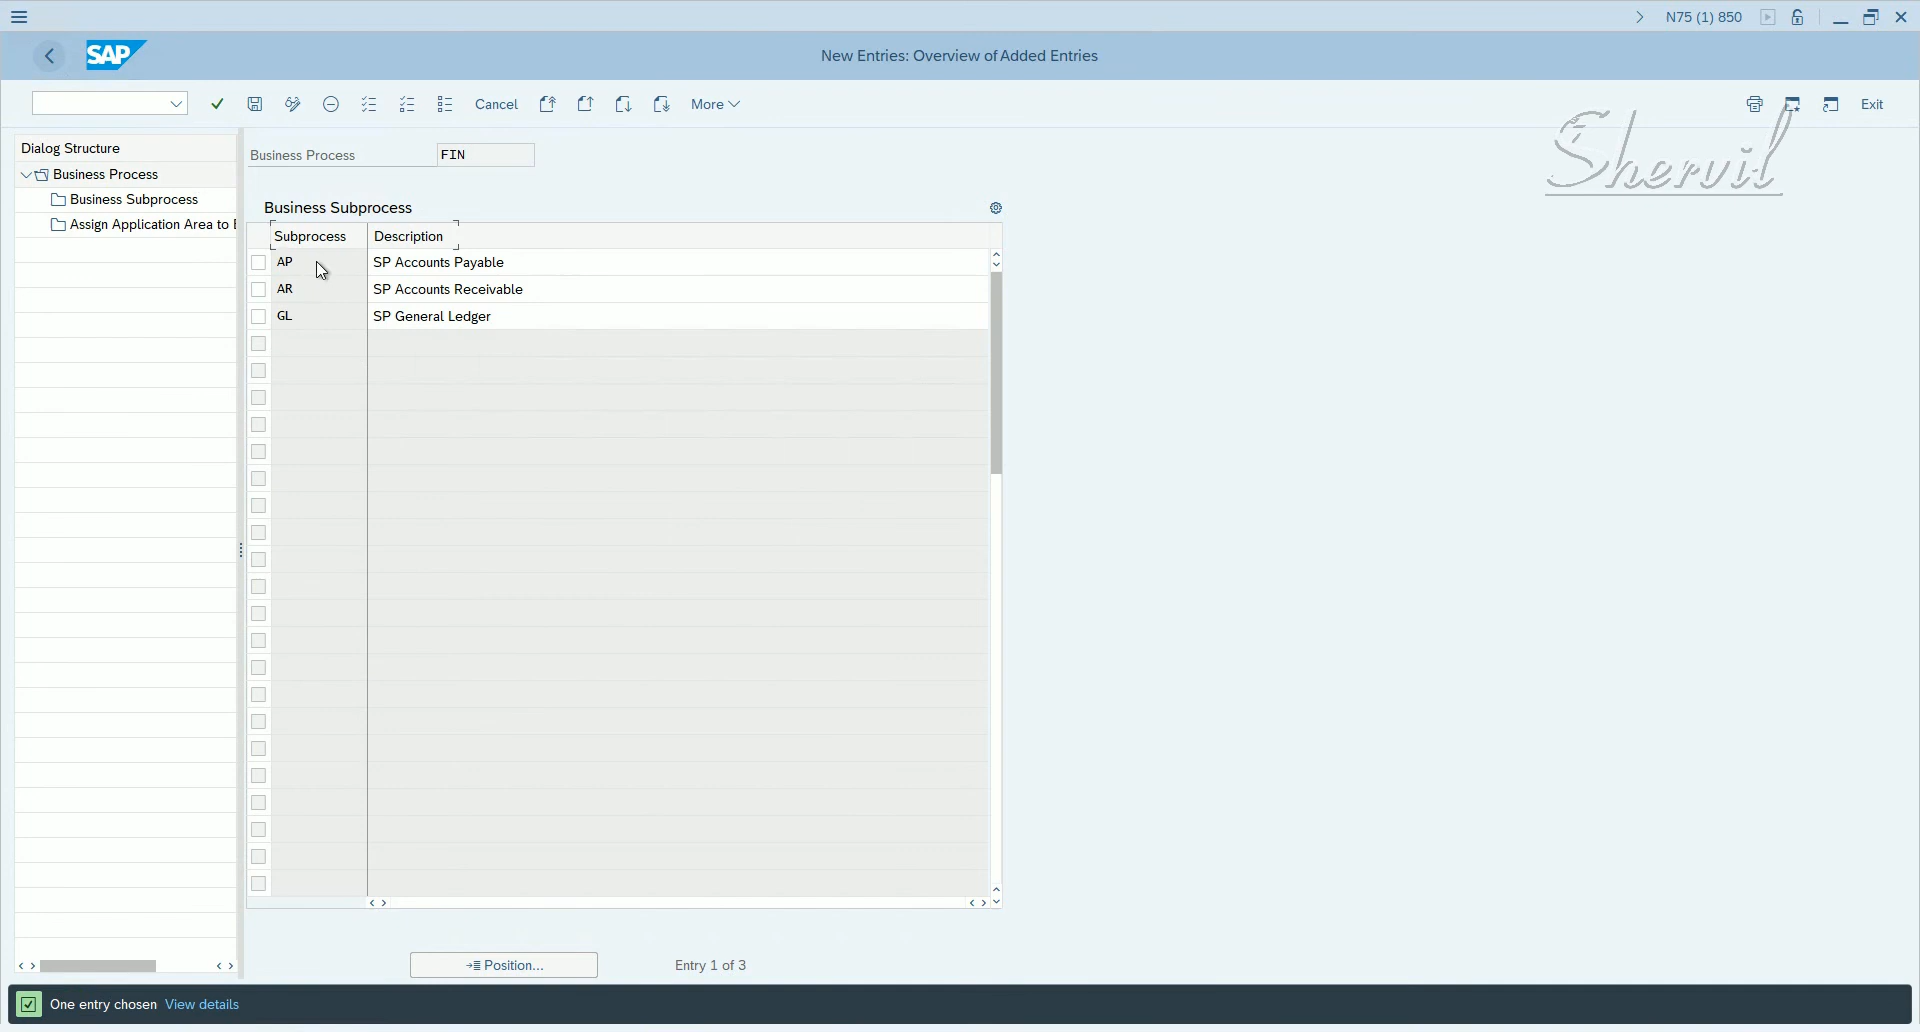 N75 (1) 850
SAP
New Entries: Overview of Added Entries
Cancel
More
Exit
Shervil
Dialog Structure
Business Process
Business Subprocess
Assign Application Area to
Business Process FIN
Business Subprocess
Subprocess Description
AP SP Accounts Payable
AR SP Accounts Receivable
GL SP General Ledger
Position...
Entry 1 of 3
One entry chosen View details